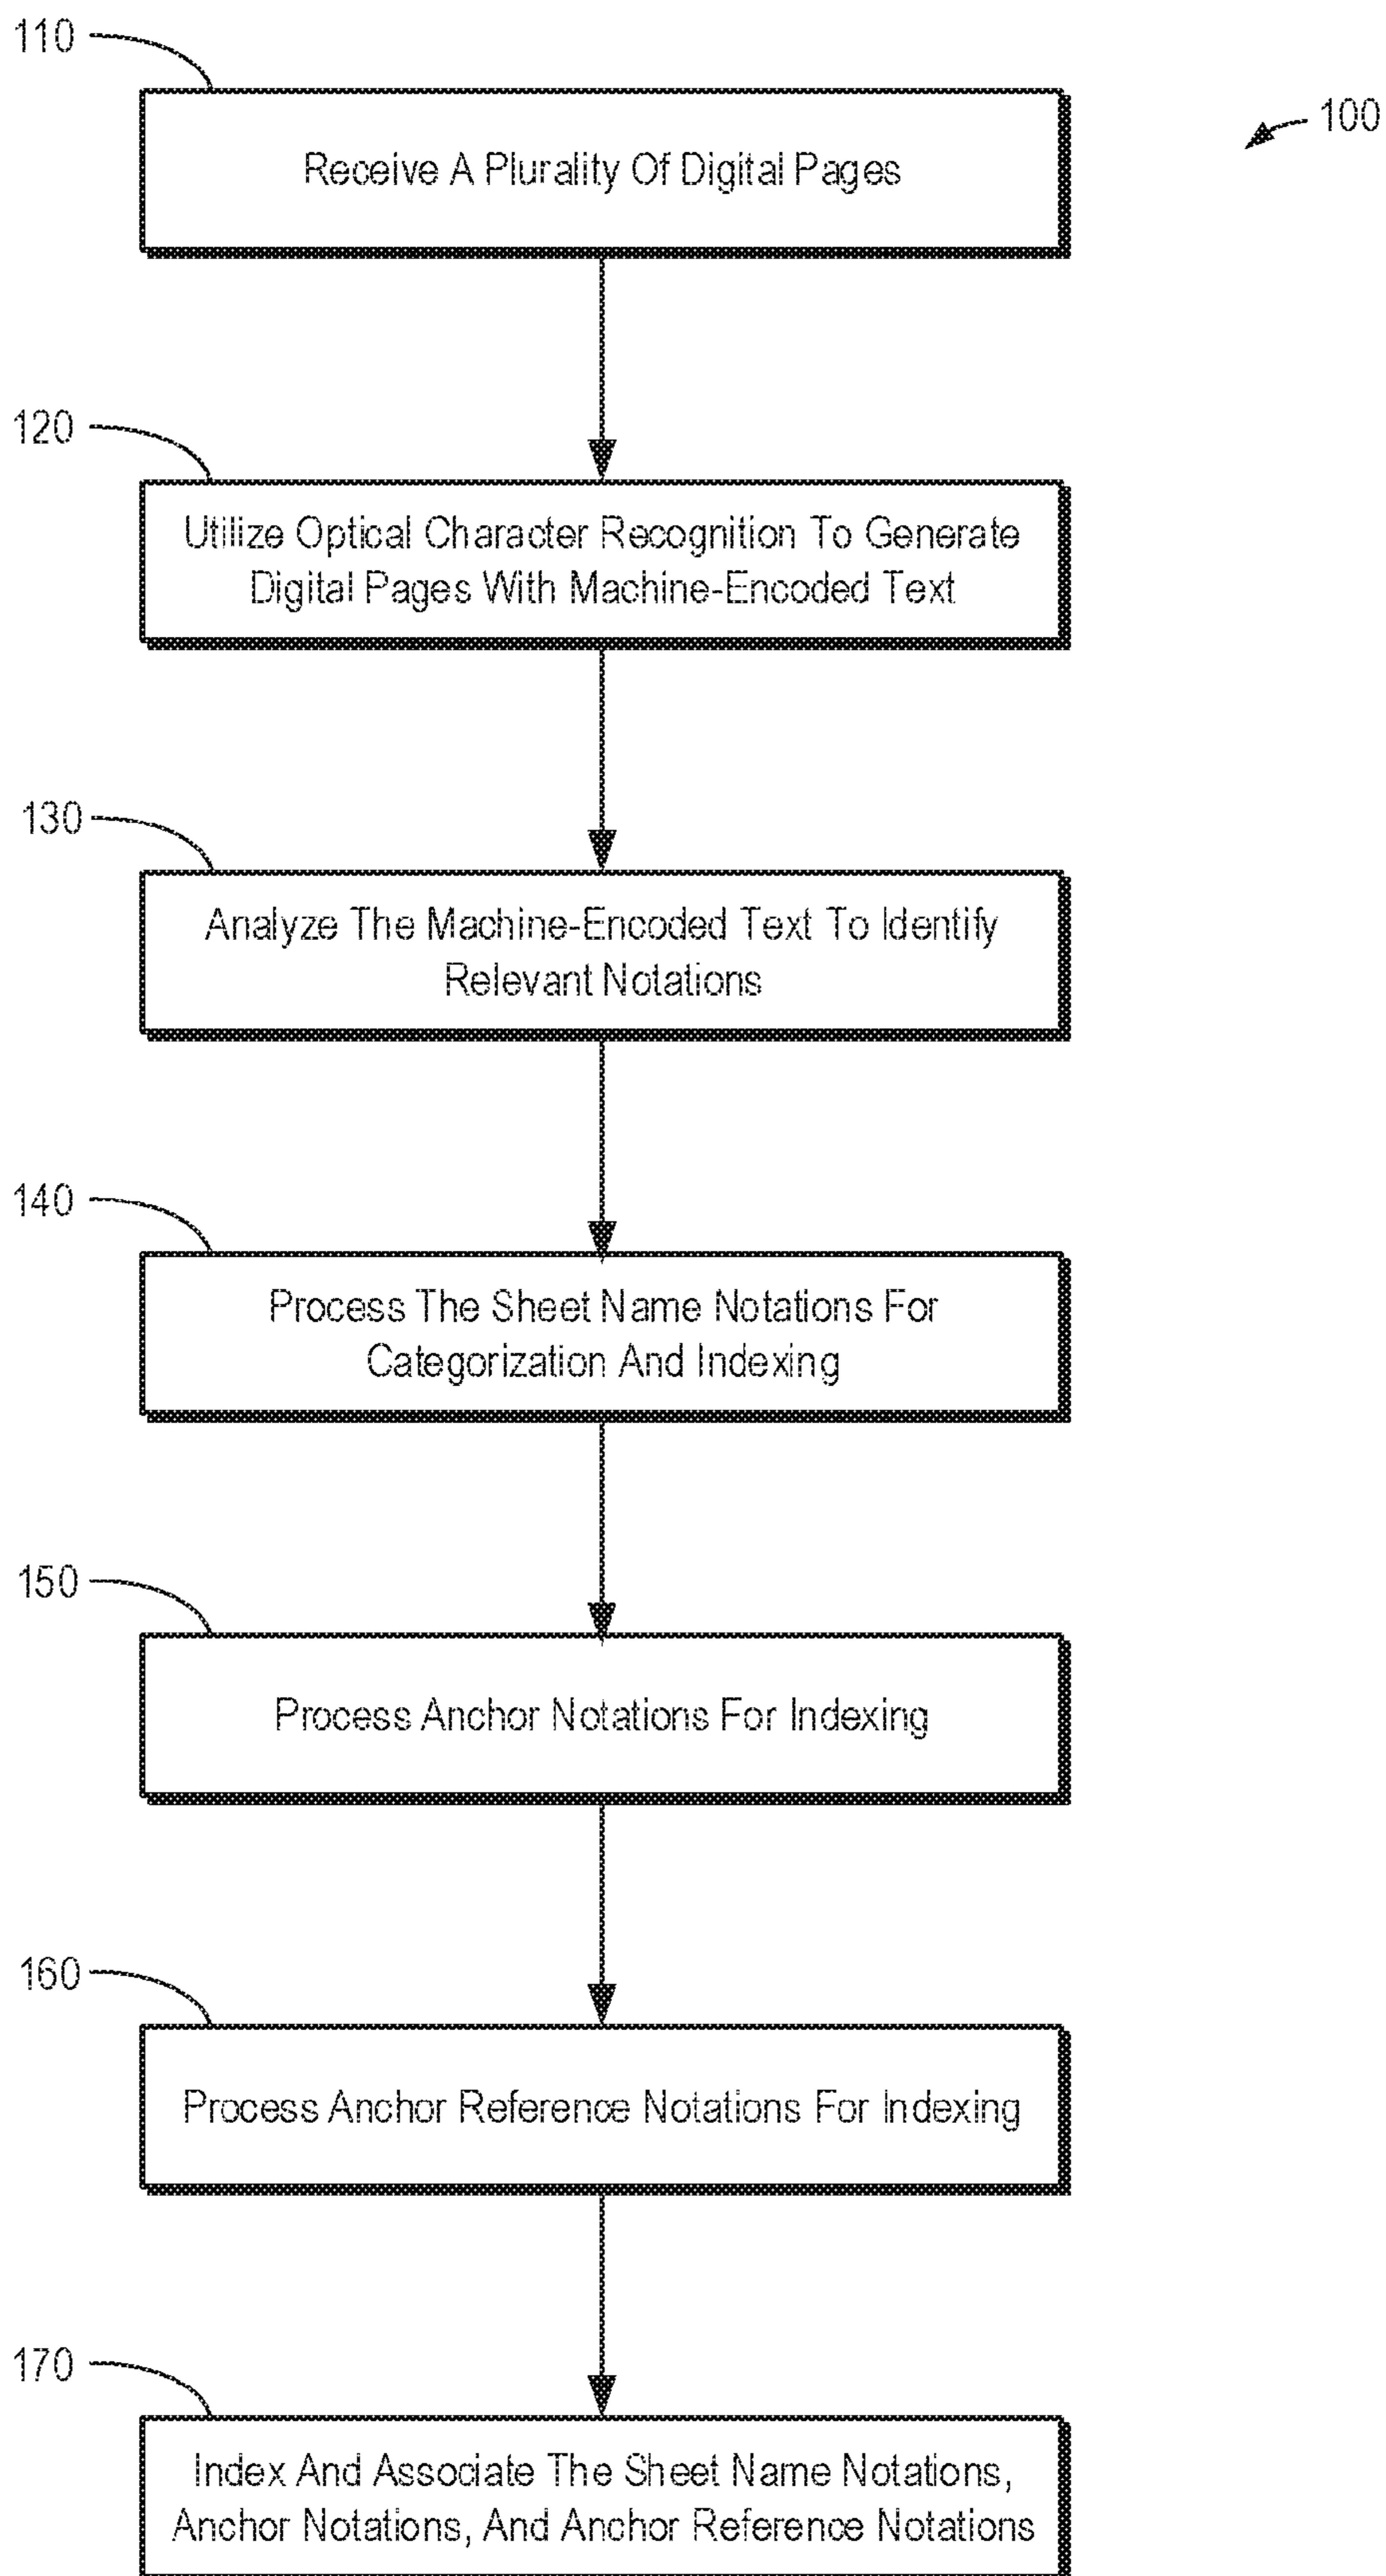 110
100
Receive A Plurality Of Digital Pages
120
Utilize Optical Character Recognition To Generate
Digital Pages With Machine-Encoded Text
130
Analyze The Machine-Encoded Text To Identify
Relevant Notations
140
Process The Sheet Name Notations For
Categorization And Indexing
150
Process Anchor Notations For Indexing
160
Process Anchor Reference Notations For Indexing
170
Index And Associate The Sheet Name Notations,
Anchor Notations, And Anchor Reference Notations